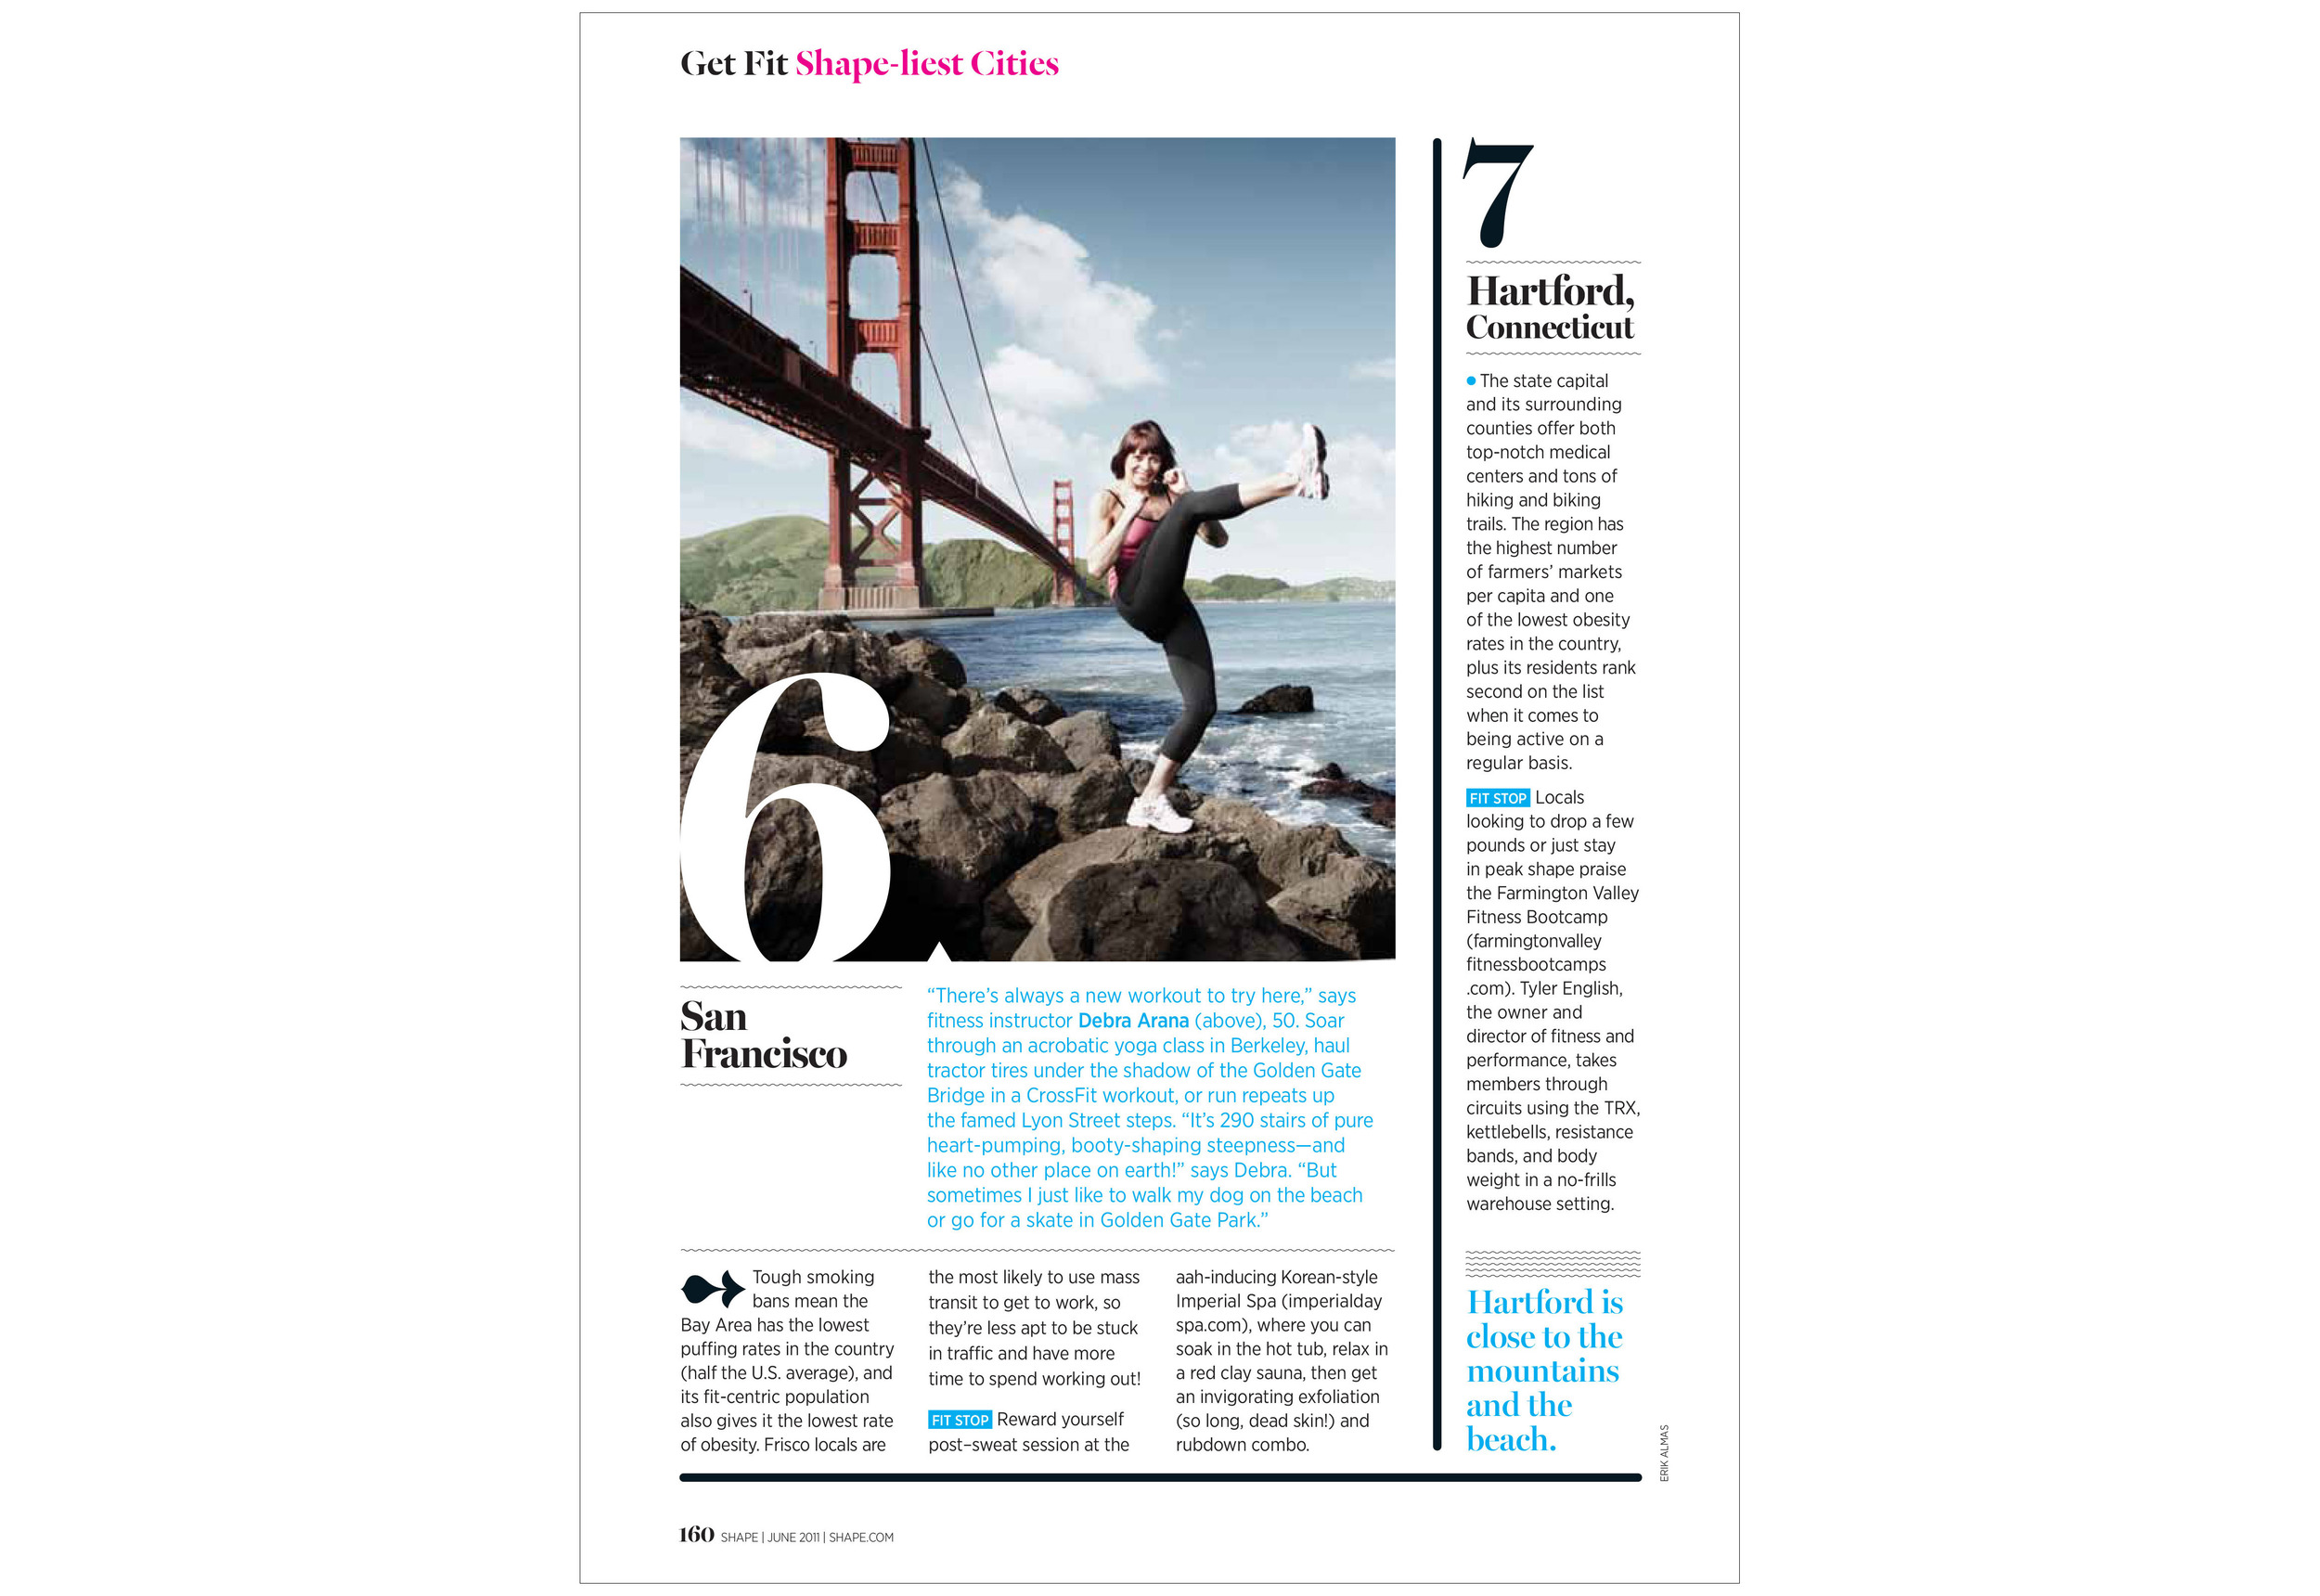 Get Fit Shape-liest Cities
6
San
Francisco
“There’s always a new workout to try here,” says
fitness instructor Debra Arana (above), 50. Soar
through an acrobatic yoga class in Berkeley, haul
tractor tires under the shadow of the Golden Gate
Bridge in a CrossFit workout, or run repeats up
the famed Lyon Street steps. “It’s 290 stairs of pure
heart-pumping, booty-shaping steepness—and
like no other place on earth!” says Debra. “But
sometimes I just like to walk my dog on the beach
or go for a skate in Golden Gate Park.”
Tough smoking
bans mean the
Bay Area has the lowest
puffing rates in the country
(half the U.S. average), and
its fit-centric population
also gives it the lowest rate
of obesity. Frisco locals are
the most likely to use mass
transit to get to work, so
they’re less apt to be stuck
in traffic and have more
time to spend working out!
FIT STOP Reward yourself
post–sweat session at the
aah-inducing Korean-style
Imperial Spa (imperialday
spa.com), where you can
soak in the hot tub, relax in
a red clay sauna, then get
an invigorating exfoliation
(so long, dead skin!) and
rubdown combo.
7
Hartford,
Connecticut
• The state capital
and its surrounding
counties offer both
top-notch medical
centers and tons of
hiking and biking
trails. The region has
the highest number
of farmers’ markets
per capita and one
of the lowest obesity
rates in the country,
plus its residents rank
second on the list
when it comes to
being active on a
regular basis.
FIT STOP Locals
looking to drop a few
pounds or just stay
in peak shape praise
the Farmington Valley
Fitness Bootcamp
(farmingtonvalley
fitnessbootcamps
.com). Tyler English,
the owner and
director of fitness and
performance, takes
members through
circuits using the TRX,
kettlebells, resistance
bands, and body
weight in a no-frills
warehouse setting.
Hartford is
close to the
mountains
and the
beach.
ERIK ALMAS
160 SHAPE | JUNE 2011 | SHAPE.COM